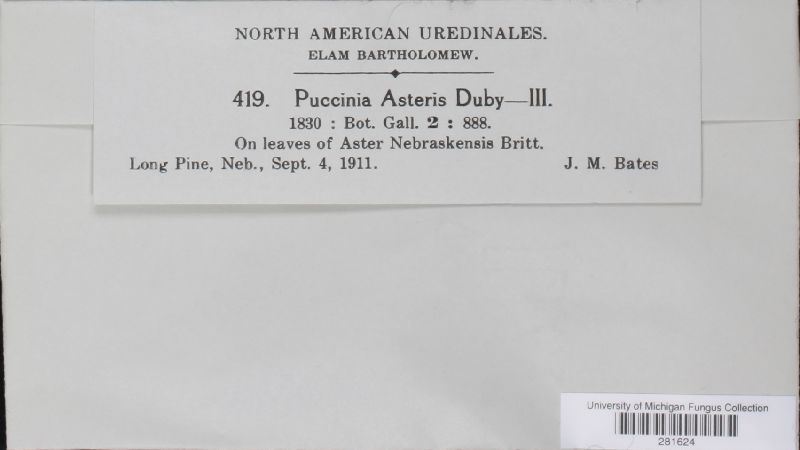 NORTH AMERICAN UREDINALES.
ELAM BARTHOLOMEW.
419. Puccinia Asteris Duby—III.
1830 : Bot. Gall. 2 : 888.
On leaves of Aster Nebraskensis Britt.
Long Pine, Neb., Sept. 4, 1911. J. M. Bates
University of Michigan Fungus Collection
281624